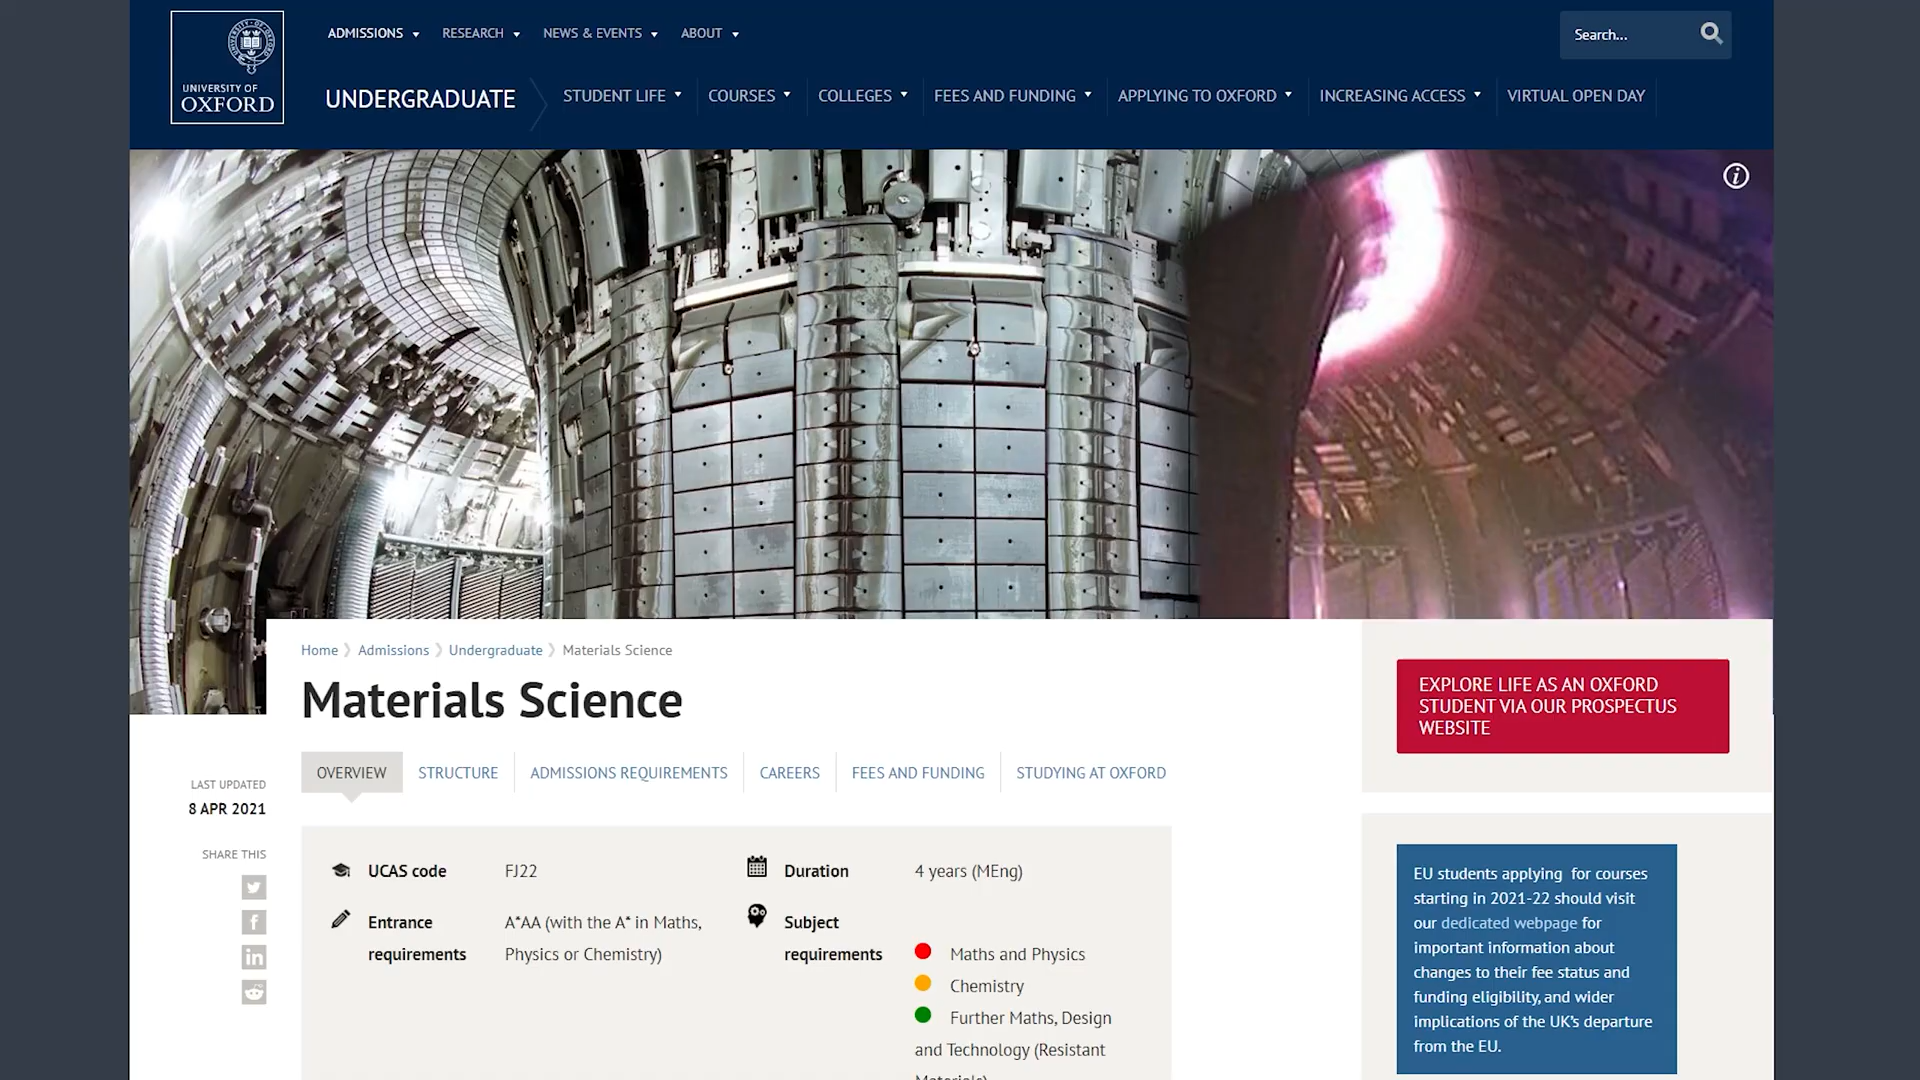 ADMISSIONS RESEARCH NEWS & EVENTS ABOUT
Search...
UNIVERSITY OF
OXFORD
UNDERGRADUATE STUDENT LIFE COURSES COLLEGES FEES AND FUNDING APPLYING TO OXFORD INCREASING ACCESS VIRTUAL OPEN DAY
Home Admissions Undergraduate Materials Science
Materials Science
OVERVIEW STRUCTURE ADMISSIONS REQUIREMENTS CAREERS FEES AND FUNDING STUDYING AT OXFORD
LAST UPDATED
8 APR 2021
SHARE THIS
UCAS code FJ22
Entrance requirements A*AA (with the A* in Maths,
Physics or Chemistry)
Duration 4 years (MEng)
Subject
requirements
Maths and Physics
Chemistry
Further Maths, Design
and Technology (Resistant
Materials)
EXPLORE LIFE AS AN OXFORD
STUDENT VIA OUR PROSPECTUS
WEBSITE
EU students applying for courses
starting in 2021-22 should visit
our dedicated webpage for
important information about
changes to their fee status and
funding eligibility, and wider
implications of the UK's departure
from the EU.